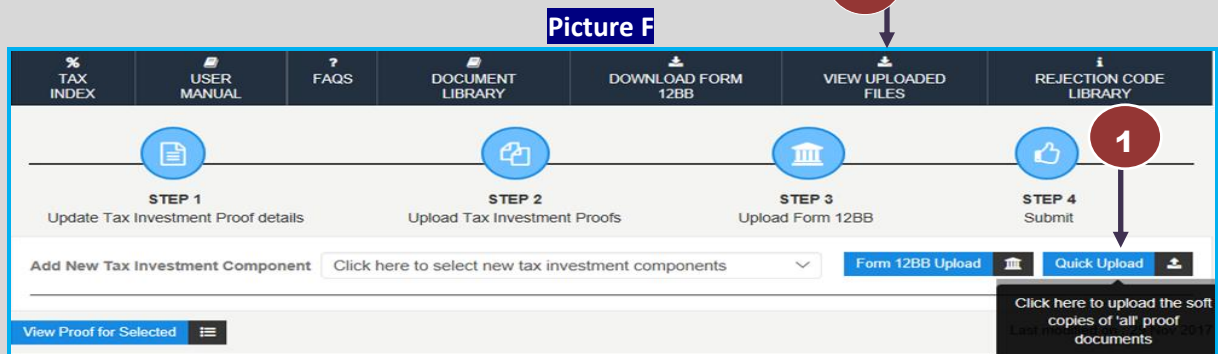 Picture F
%
TAX
INDEX
USER
MANUAL
?
FAQS
DOCUMENT
LIBRARY
DOWNLOAD FORM
12BB
VIEW UPLOADED
FILES
i
REJECTION CODE
LIBRARY
1
STEP 1
Update Tax Investment Proof details
STEP 2
Upload Tax Investment Proofs
STEP 3
Upload Form 12BB
STEP 4
Submit
Add New Tax Investment Component
Click here to select new tax investment components
Form 12BB Upload
Quick Upload
Click here to upload the soft
copies of 'all' proof
documents
View Proof for Selected
2017